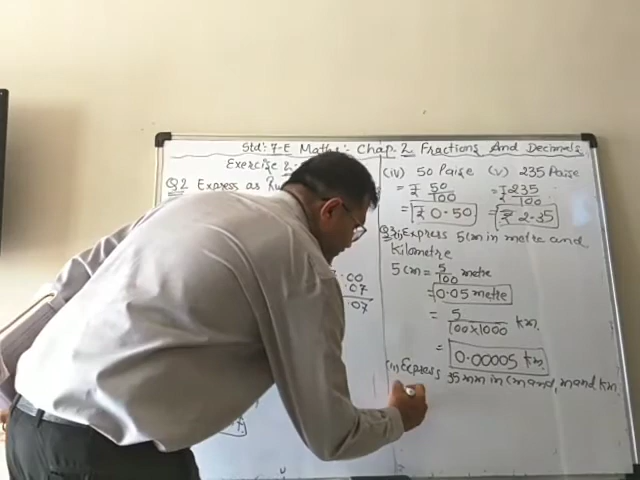 Std:- 7-E Maths:- Chap. 2 Fractions And Decimals
Exercise 2.
Q2 Express as Ru
.00
07
.07
(iv) 50 Paise (v) 235 Paise
= ₹ 50/100 = ₹ 235/100
= ₹ 0.50 = ₹ 2.35
Q3 (i) Express 5 cm in metre and
Kilometre
5 cm = 5/100 metre
= 0.05 metre
= 5/100x1000 km.
= 0.00005 km
(ii) Express 35 mm in cm and, m and km.